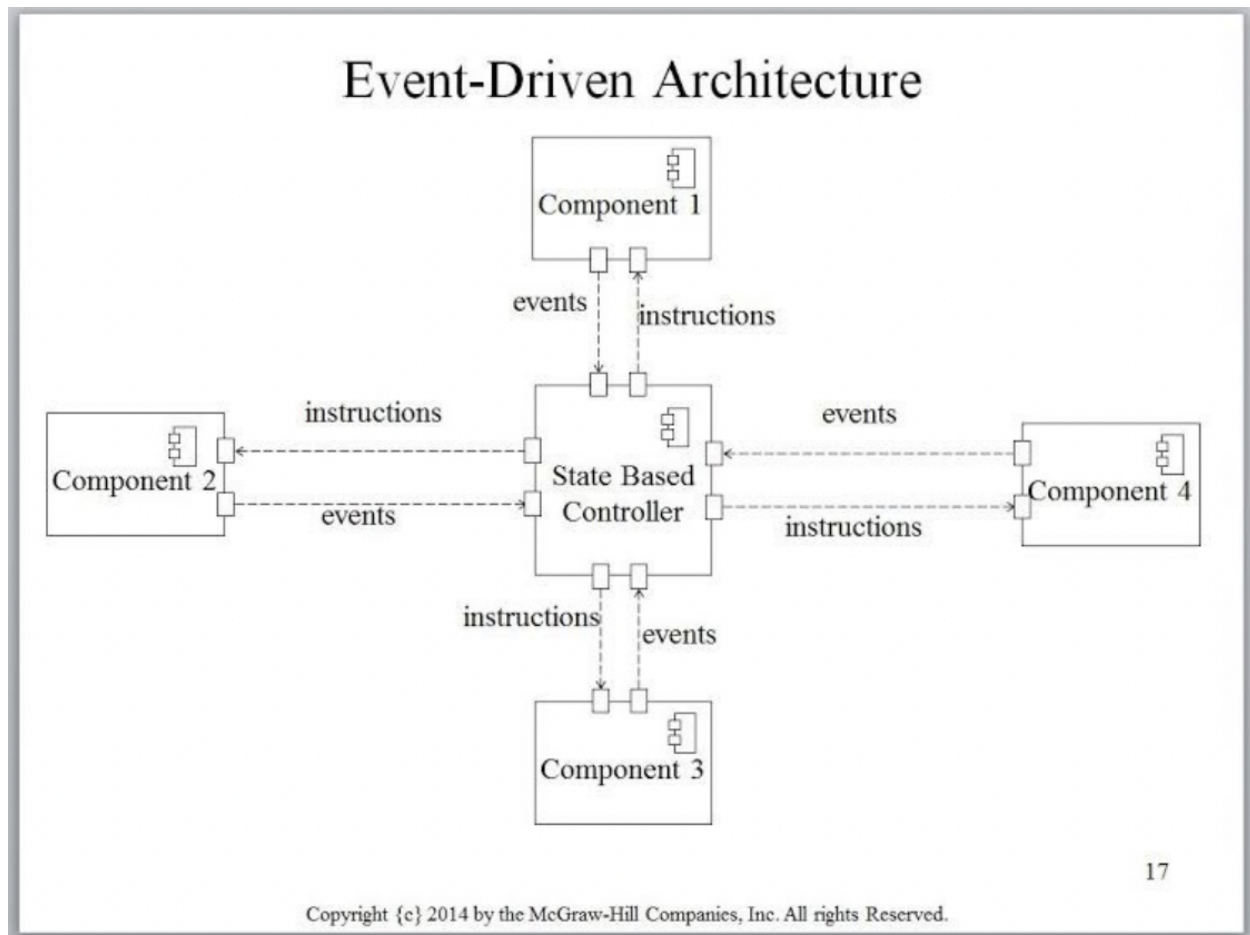 Event-Driven Architecture
Component 1
events
instructions
instructions
events
Component 2
State Based
Controller
Component 4
events
instructions
instructions
events
Component 3
17
Copyright {c} 2014 by the McGraw-Hill Companies, Inc. All rights Reserved.